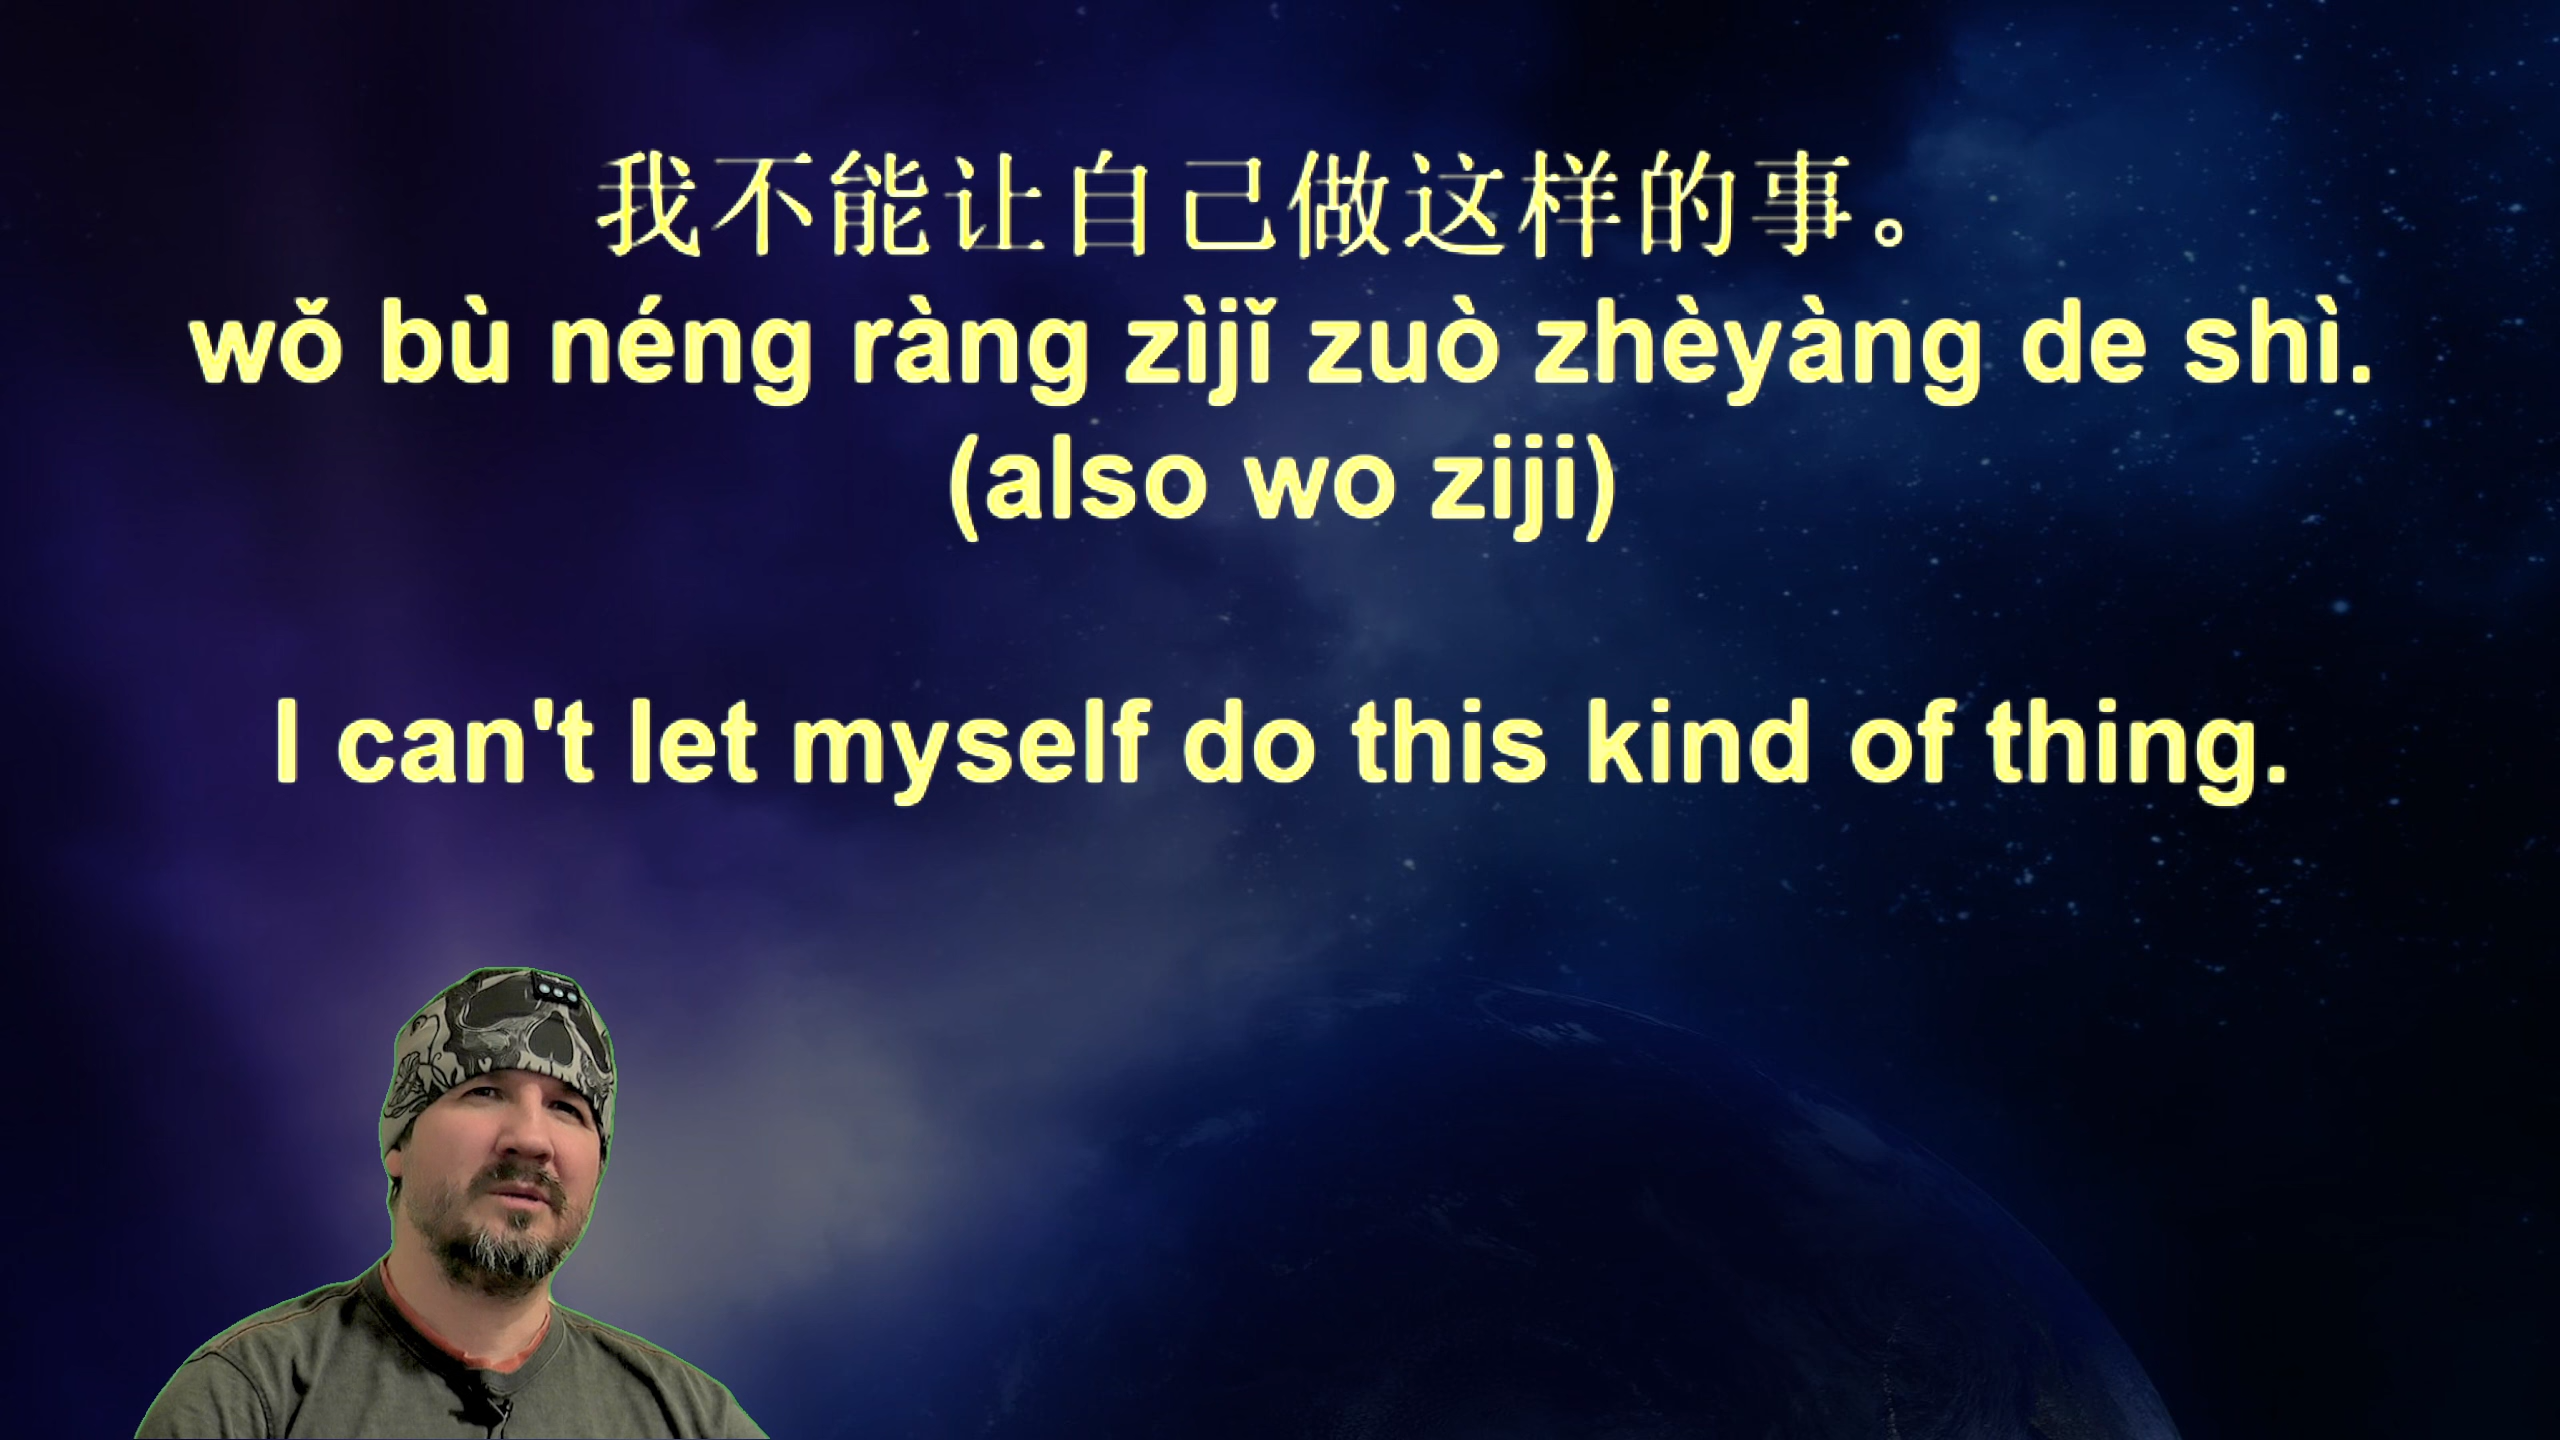 我不能让自己做这样的事。
wǒ bù néng ràng zìjǐ zuò zhèyàng de shì.
(also wo ziji)
I can't let myself do this kind of thing.